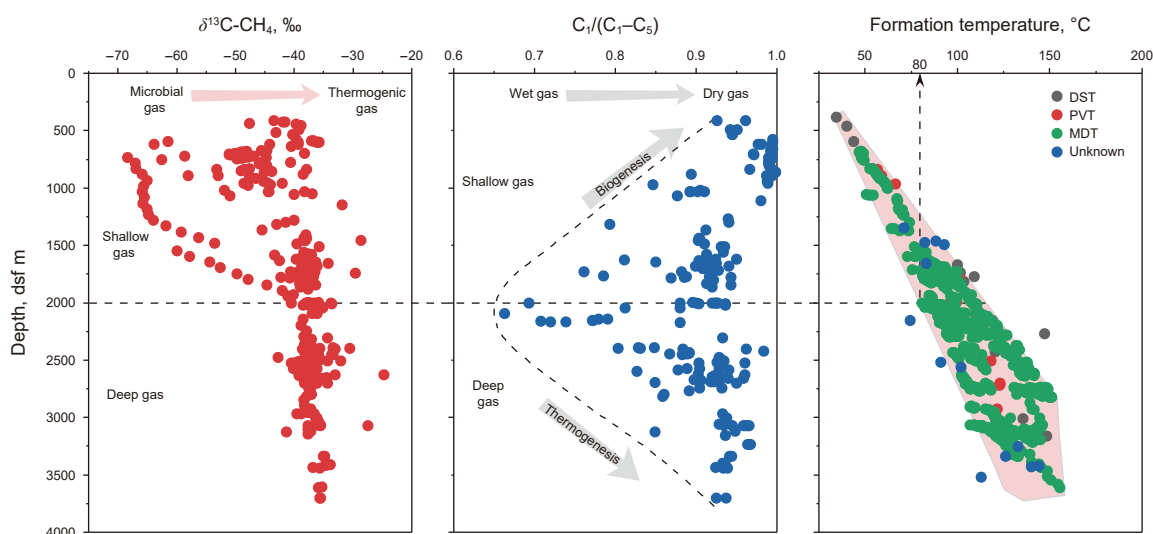 δ¹³C-CH₄, ‰
C₁/(C₁–C₅)
Formation temperature, °C
−70 −60 −50 −40 −30 −20
0.6 0.7 0.8 0.9 1.0
50 80 100 150 200
0
500
1000
1500
2000
2500
3000
3500
4000
Depth, dsf m
Microbial
gas
Thermogenic
gas
Shallow
gas
Deep gas
Wet gas
Dry gas
Shallow gas
Biogenesis
Deep
gas
Thermogenesis
DST
PVT
MDT
Unknown